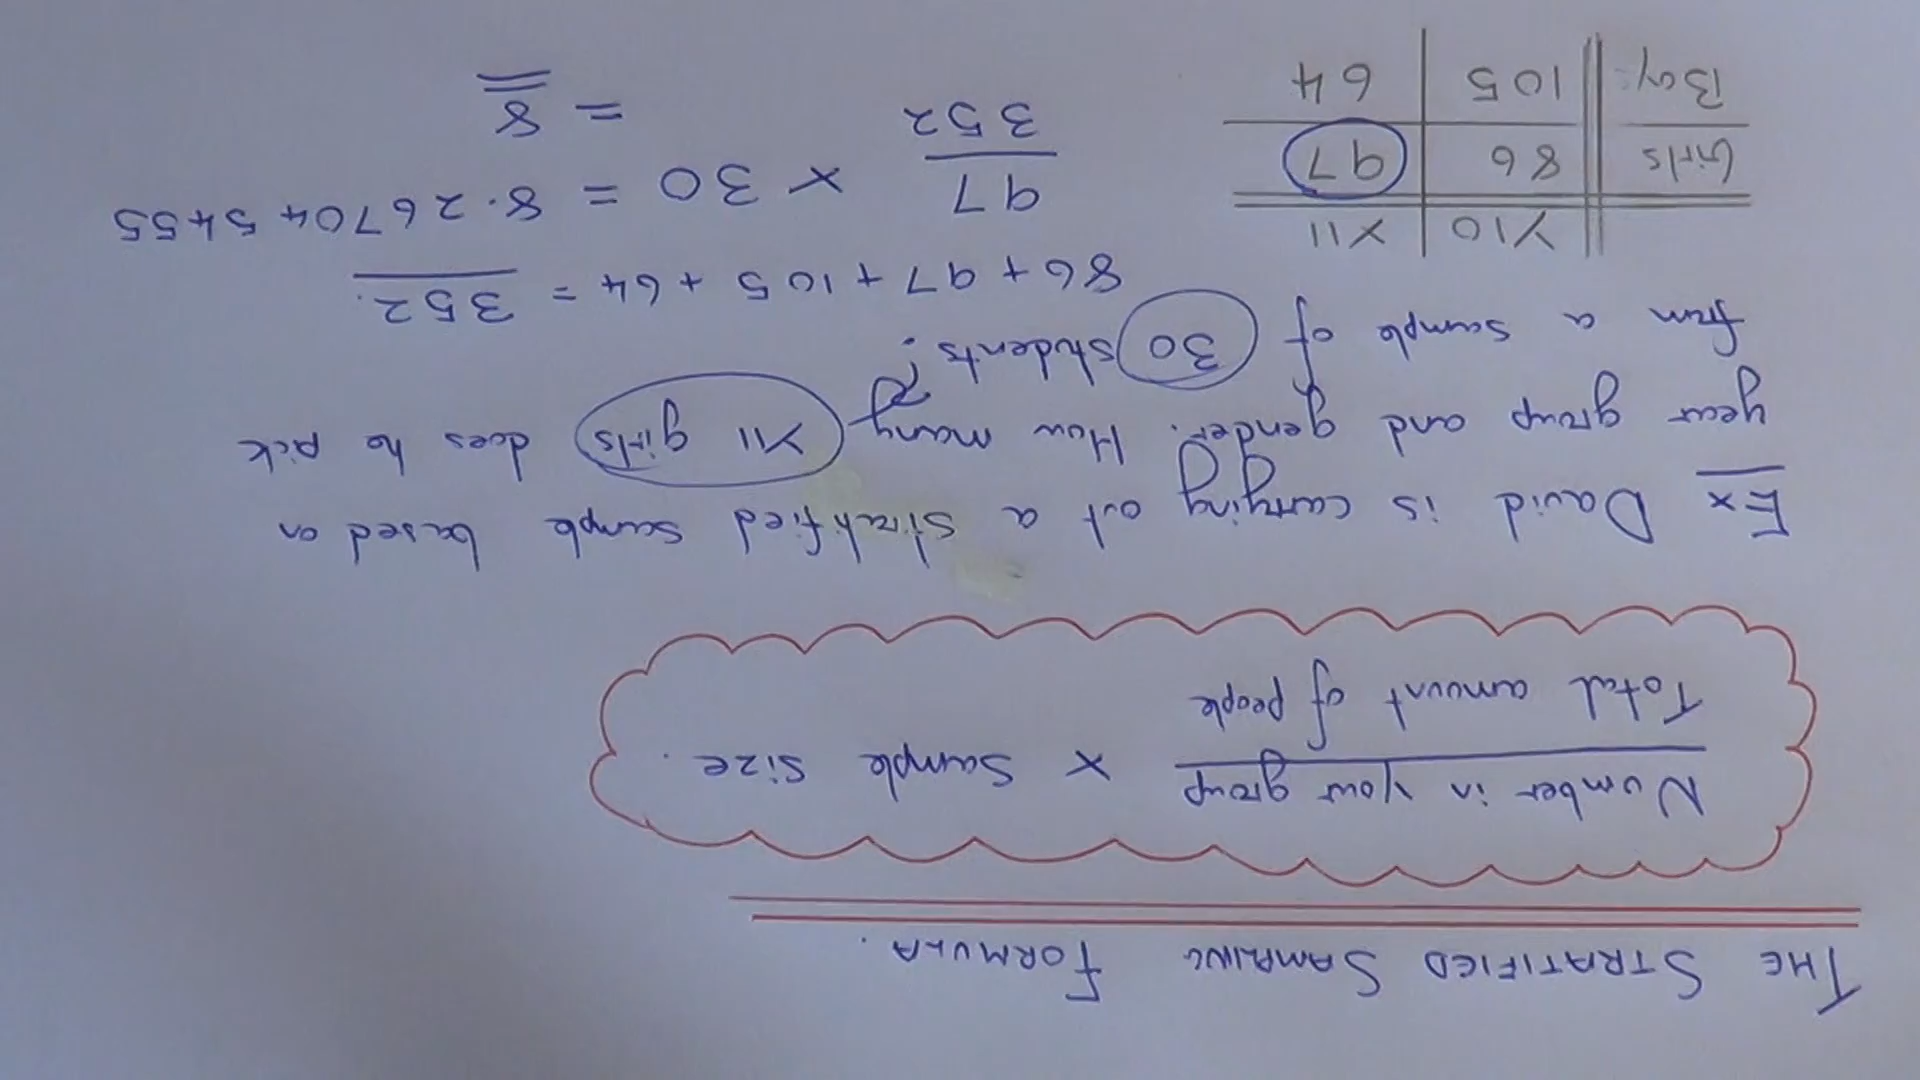 THE STRATIFIED SAMPLING FORMULA.
Number in your group
Total amount of people
× sample size.
Ex David is carrying out a stratified sample based on
year group and gender. How many Y11 girls does he pick
from a sample of 30 students?
Y10 Y11
Girls 86 97
Boys 105 64
86 + 97 + 105 + 64 = 352.
97
352
× 30 = 8.267045455
= 8